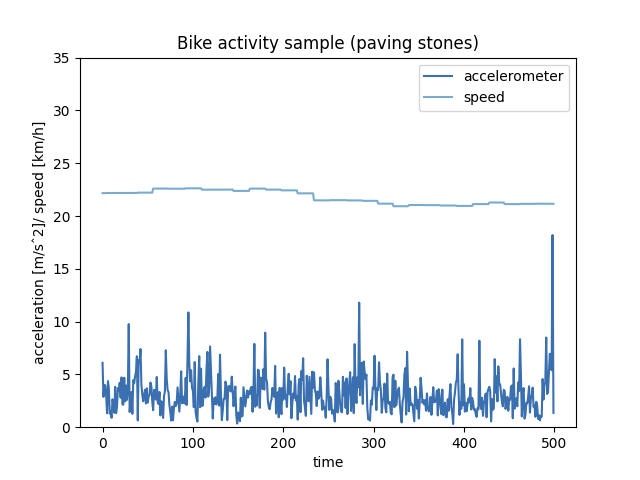 Bike activity sample (paving stones)
accelerometer
speed
acceleration [m/sˆ2]/ speed [km/h]
35
30
25
20
15
10
5
0
0 100 200 300 400 500
time